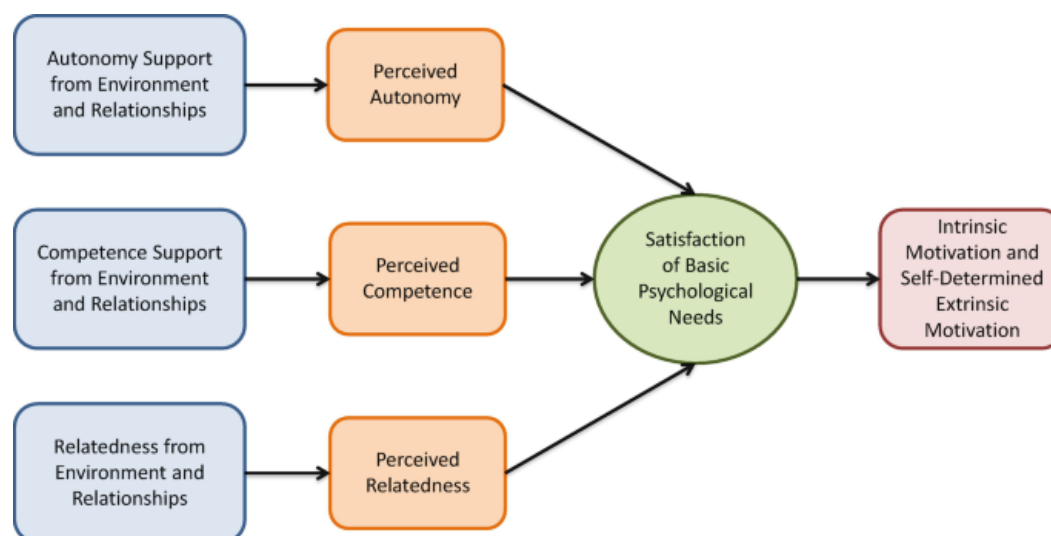 Autonomy Support
from Environment
and Relationships
Perceived
Autonomy
Competence Support
from Environment
and Relationships
Perceived
Competence
Satisfaction
of Basic
Psychological
Needs
Intrinsic
Motivation and
Self-Determined
Extrinsic
Motivation
Relatedness from
Environment and
Relationships
Perceived
Relatedness